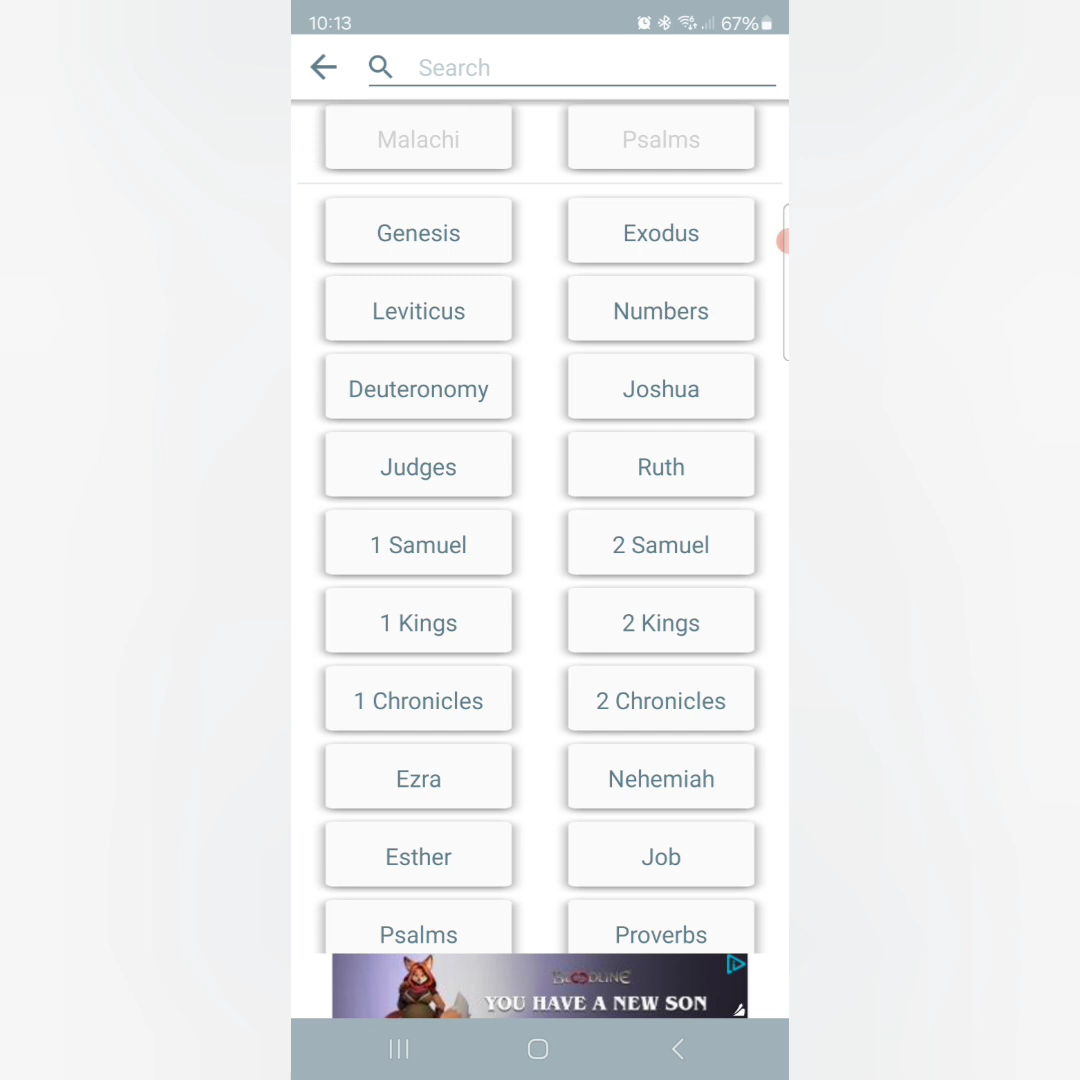 10:13 67%
Search
Malachi Psalms
Genesis Exodus
Leviticus Numbers
Deuteronomy Joshua
Judges Ruth
1 Samuel 2 Samuel
1 Kings 2 Kings
1 Chronicles 2 Chronicles
Ezra Nehemiah
Esther Job
Psalms Proverbs
BLOODLINE
YOU HAVE A NEW SON